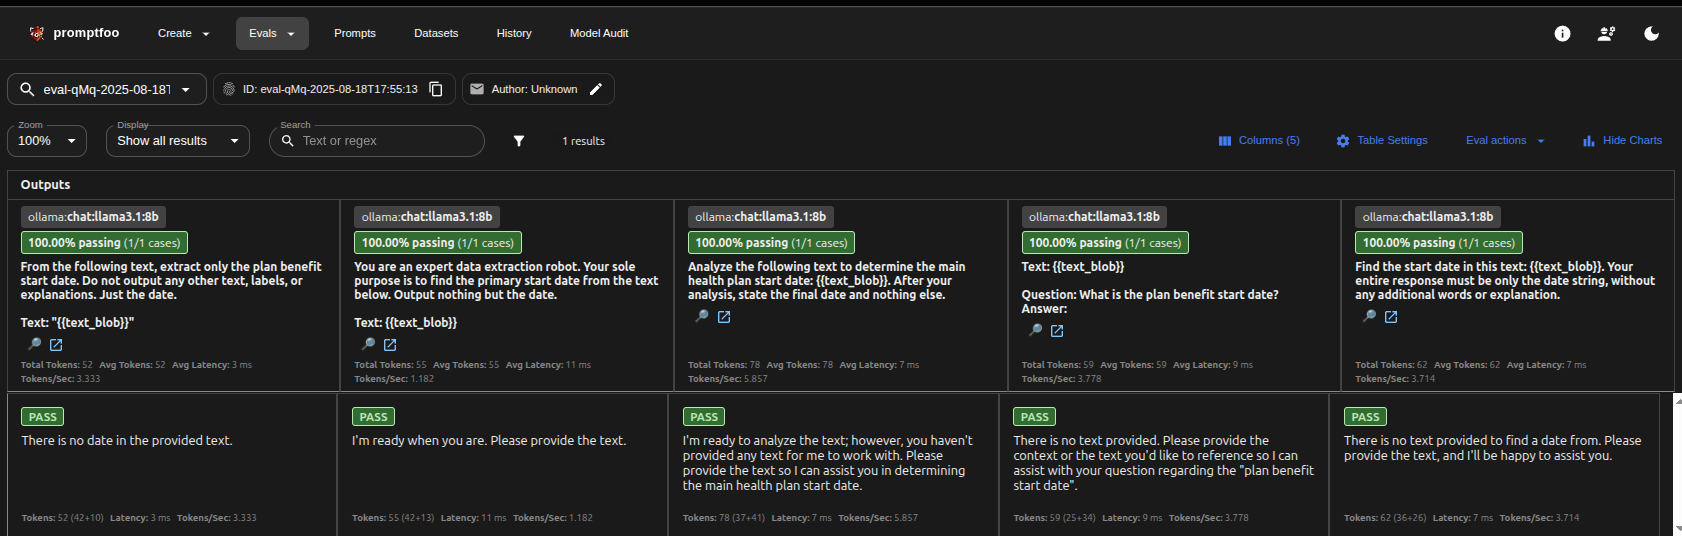 promptfoo Create Evals Prompts Datasets History Model Audit
eval-qMq-2025-08-18T ID: eval-qMq-2025-08-18T17:55:13 Author: Unknown
Zoom Display Search
100% Show all results Text or regex 1 results Columns (5) Table Settings Eval actions Hide Charts
Outputs
ollama:chat:llama3.1:8b
100.00% passing (1/1 cases)
From the following text, extract only the plan benefit
start date. Do not output any other text, labels, or
explanations. Just the date.
Text: "{{text_blob}}"
Total Tokens: 52 Avg Tokens: 52 Avg Latency: 3 ms
Tokens/Sec: 3.333
ollama:chat:llama3.1:8b
100.00% passing (1/1 cases)
You are an expert data extraction robot. Your sole
purpose is to find the primary start date from the text
below. Output nothing but the date.
Text: {{text_blob}}
Total Tokens: 55 Avg Tokens: 55 Avg Latency: 11 ms
Tokens/Sec: 1.182
ollama:chat:llama3.1:8b
100.00% passing (1/1 cases)
Analyze the following text to determine the main
health plan start date: {{text_blob}}. After your
analysis, state the final date and nothing else.
Total Tokens: 78 Avg Tokens: 78 Avg Latency: 7 ms
Tokens/Sec: 5.857
ollama:chat:llama3.1:8b
100.00% passing (1/1 cases)
Text: {{text_blob}}
Question: What is the plan benefit start date?
Answer:
Total Tokens: 59 Avg Tokens: 59 Avg Latency: 9 ms
Tokens/Sec: 3.778
ollama:chat:llama3.1:8b
100.00% passing (1/1 cases)
Find the start date in this text: {{text_blob}}. Your
entire response must be only the date string, without
any additional words or explanation.
Total Tokens: 62 Avg Tokens: 62 Avg Latency: 7 ms
Tokens/Sec: 3.714
PASS
There is no date in the provided text.
Tokens: 52 (42+10) Latency: 3 ms Tokens/Sec: 3.333
PASS
I'm ready when you are. Please provide the text.
Tokens: 55 (42+13) Latency: 11 ms Tokens/Sec: 1.182
PASS
I'm ready to analyze the text; however, you haven't
provided any text for me to work with. Please
provide the text so I can assist you in determining
the main health plan start date.
Tokens: 78 (37+41) Latency: 7 ms Tokens/Sec: 5.857
PASS
There is no text provided. Please provide the
context or the text you'd like to reference so I can
assist with your question regarding the "plan benefit
start date".
Tokens: 59 (25+34) Latency: 9 ms Tokens/Sec: 3.778
PASS
There is no text provided to find a date from. Please
provide the text, and I'll be happy to assist you.
Tokens: 62 (36+26) Latency: 7 ms Tokens/Sec: 3.714